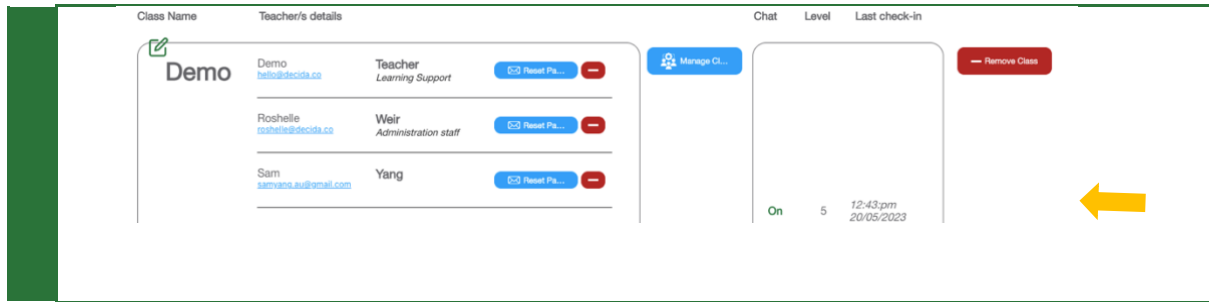 Class Name Teacher/s details Chat Level Last check-in
Demo
Demo Teacher
hello@decida.co Learning Support
Reset Pa...
Manage Cl...
Remove Class
Roshelle Weir
roshelle@decida.co Administration staff
Reset Pa...
Sam Yang
samyang.au@gmail.com
Reset Pa...
On 5 12:43:pm
20/05/2023